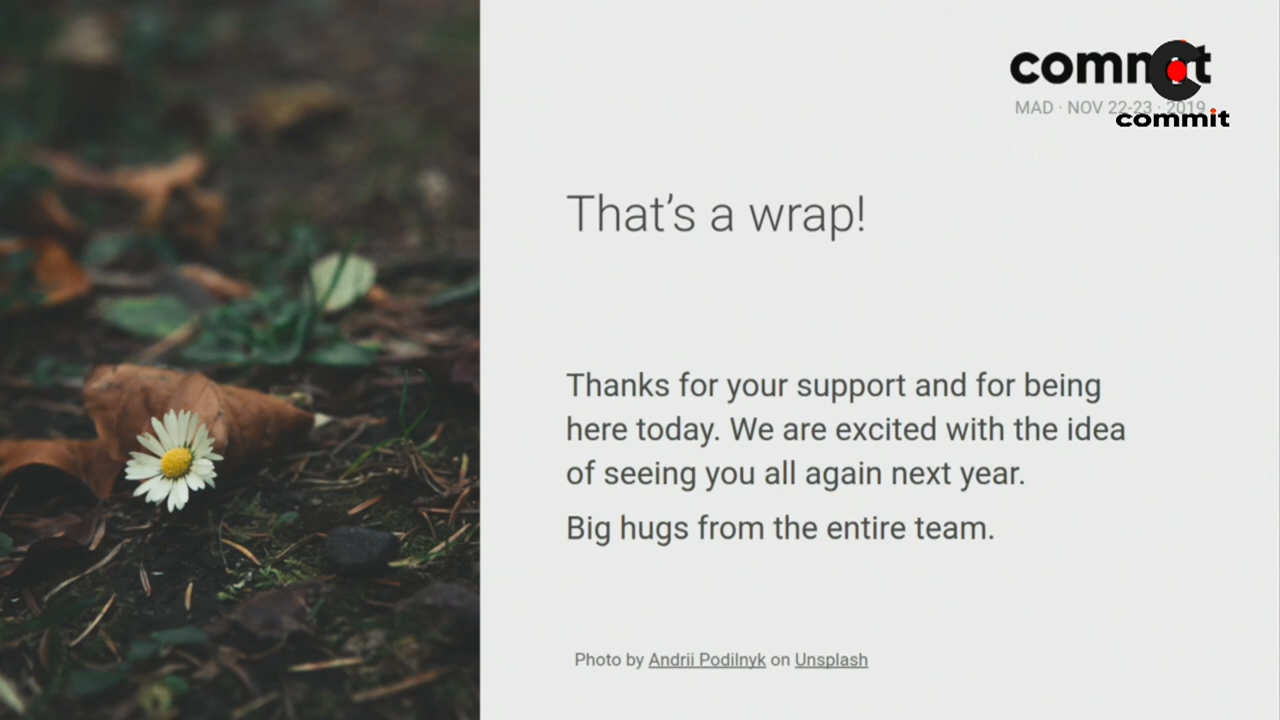 commit
MAD · NOV 22-23 · 2019
commit
That's a wrap!
Thanks for your support and for being
here today. We are excited with the idea
of seeing you all again next year.
Big hugs from the entire team.
Photo by Andrii Podilnyk on Unsplash